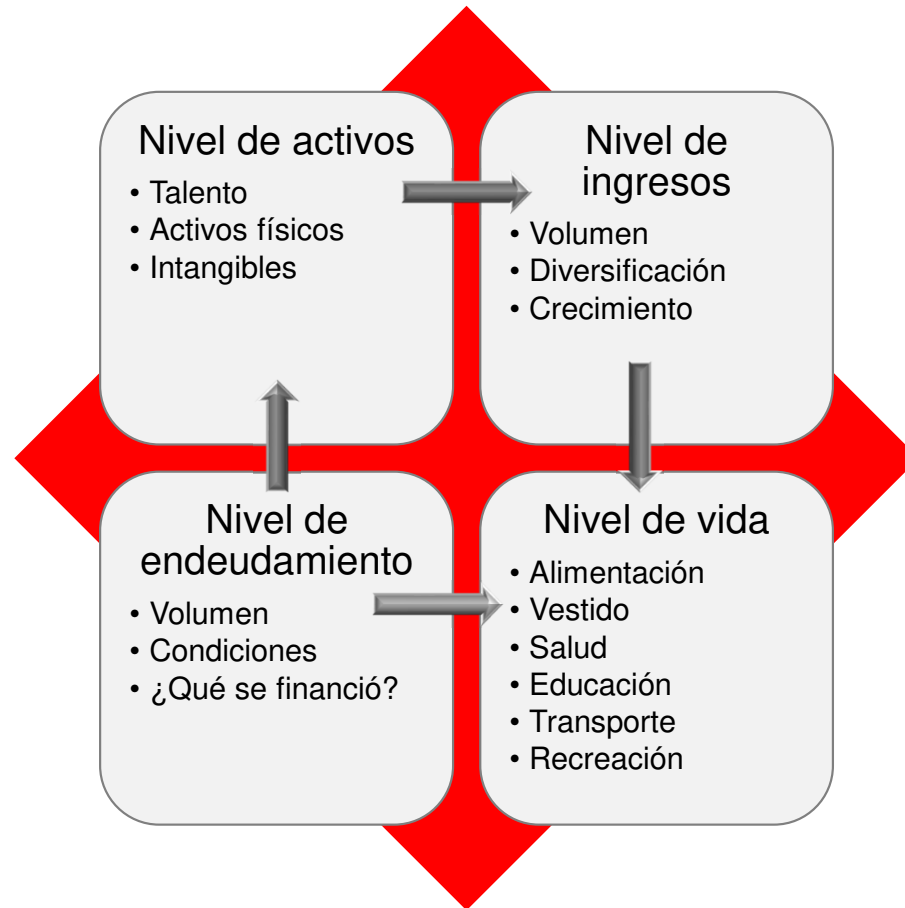 Nivel de activos
• Talento
• Activos físicos
• Intangibles
Nivel de
ingresos
• Volumen
• Diversificación
• Crecimiento
Nivel de
endeudamiento
• Volumen
• Condiciones
• ¿Qué se financió?
Nivel de vida
• Alimentación
• Vestido
• Salud
• Educación
• Transporte
• Recreación